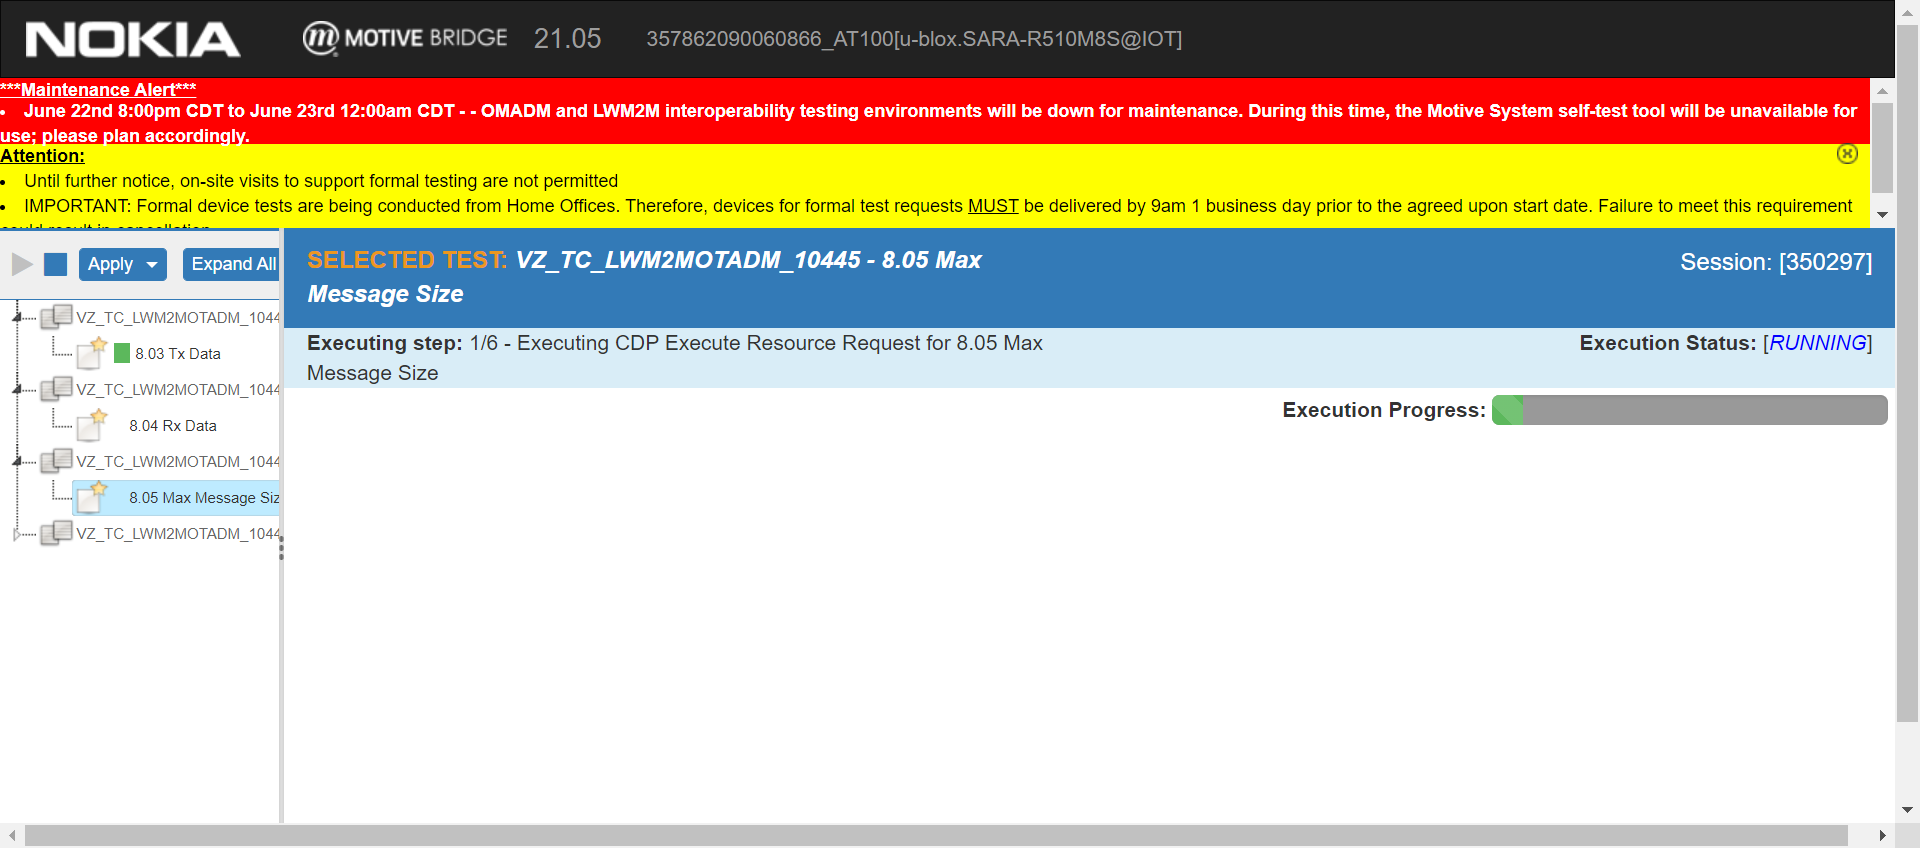 NOKIA
m MOTIVE BRIDGE 21.05 357862090060866_AT100[u-blox.SARA-R510M8S@IOT]
***Maintenance Alert***
• June 22nd 8:00pm CDT to June 23rd 12:00am CDT - - OMADM and LWM2M interoperability testing environments will be down for maintenance. During this time, the Motive System self-test tool will be unavailable for
use; please plan accordingly.
Attention:
• Until further notice, on-site visits to support formal testing are not permitted
• IMPORTANT: Formal device tests are being conducted from Home Offices. Therefore, devices for formal test requests MUST be delivered by 9am 1 business day prior to the agreed upon start date. Failure to meet this requirement
could result in cancellation
Apply
Expand All
VZ_TC_LWM2MOTADM_1044
8.03 Tx Data
VZ_TC_LWM2MOTADM_1044
8.04 Rx Data
VZ_TC_LWM2MOTADM_1044
8.05 Max Message Siz
VZ_TC_LWM2MOTADM_1044
SELECTED TEST: VZ_TC_LWM2MOTADM_10445 - 8.05 Max
Message Size
Session: [350297]
Executing step: 1/6 - Executing CDP Execute Resource Request for 8.05 Max
Message Size
Execution Status: [RUNNING]
Execution Progress: